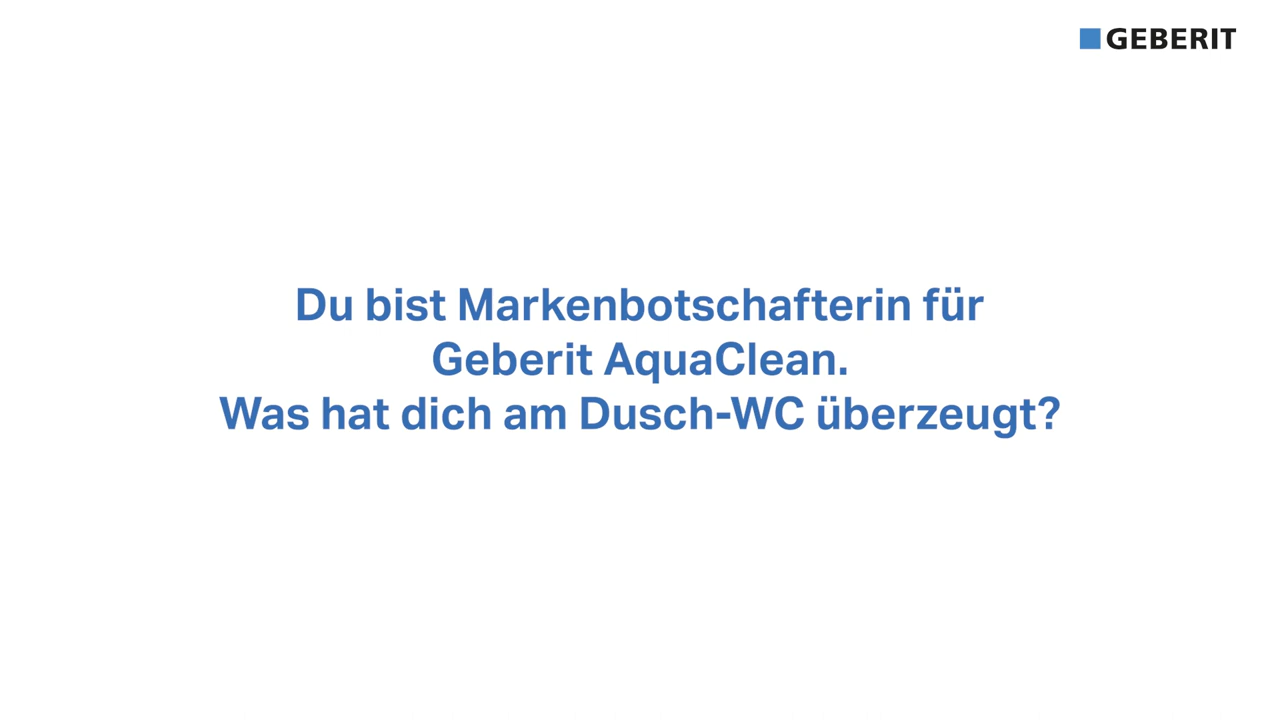 GEBERIT
Du bist Markenbotschafterin für
Geberit AquaClean.
Was hat dich am Dusch-WC überzeugt?